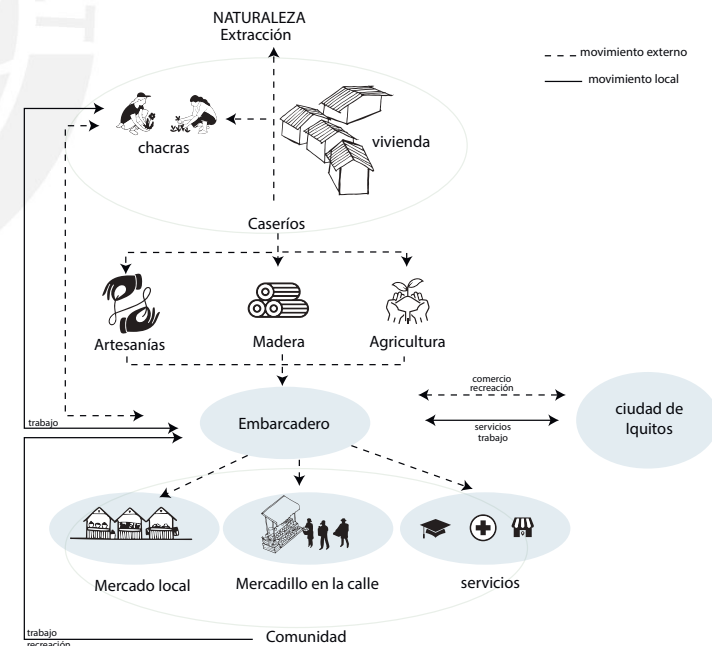 NATURALEZA
Extracción
movimiento externo
movimiento local
chacras
vivienda
Caseríos
Artesanías
Madera
Agricultura
comercio
recreación
servicios
trabajo
ciudad de
Iquitos
Embarcadero
trabajo
Mercado local
Mercadillo en la calle
servicios
trabajo
recreación
Comunidad